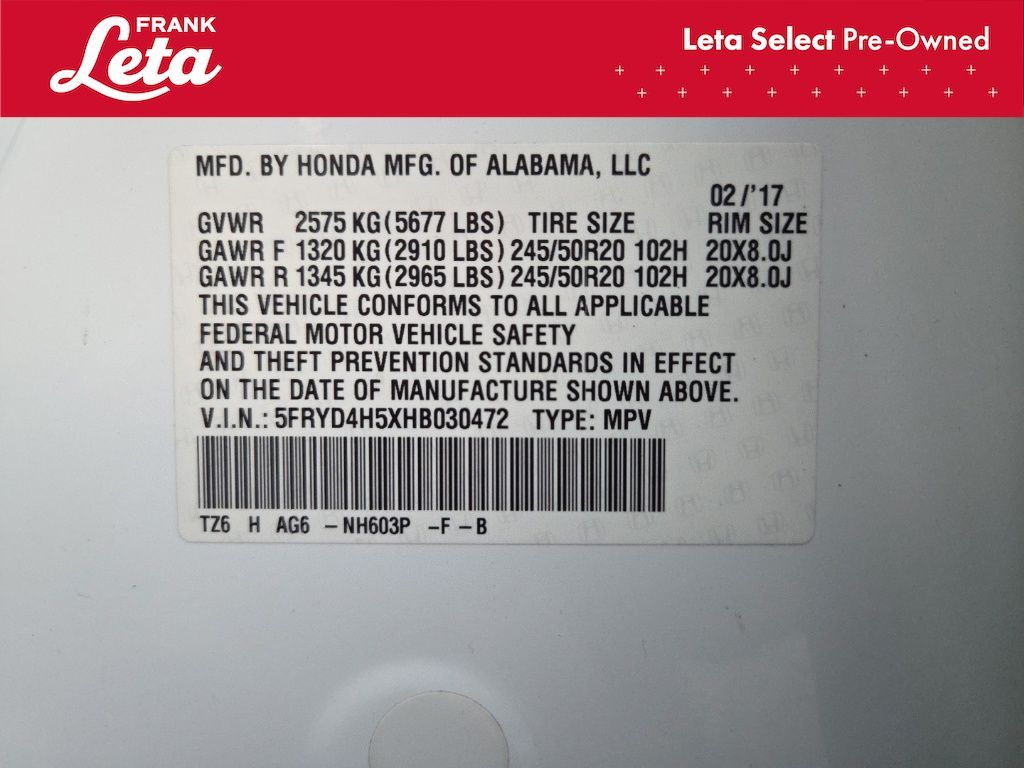 FRANK
Leta
Leta Select Pre-Owned
MFD. BY HONDA MFG. OF ALABAMA, LLC
02/'17
GVWR 2575 KG(5677 LBS) TIRE SIZE RIM SIZE
GAWR F 1320 KG(2910 LBS) 245/50R20 102H 20X8.0J
GAWR R 1345 KG(2965 LBS) 245/50R20 102H 20X8.0J
THIS VEHICLE CONFORMS TO ALL APPLICABLE
FEDERAL MOTOR VEHICLE SAFETY
AND THEFT PREVENTION STANDARDS IN EFFECT
ON THE DATE OF MANUFACTURE SHOWN ABOVE.
V.I.N.: 5FRYD4H5XHB030472 TYPE: MPV
TZ6 H AG6 -NH603P -F-B